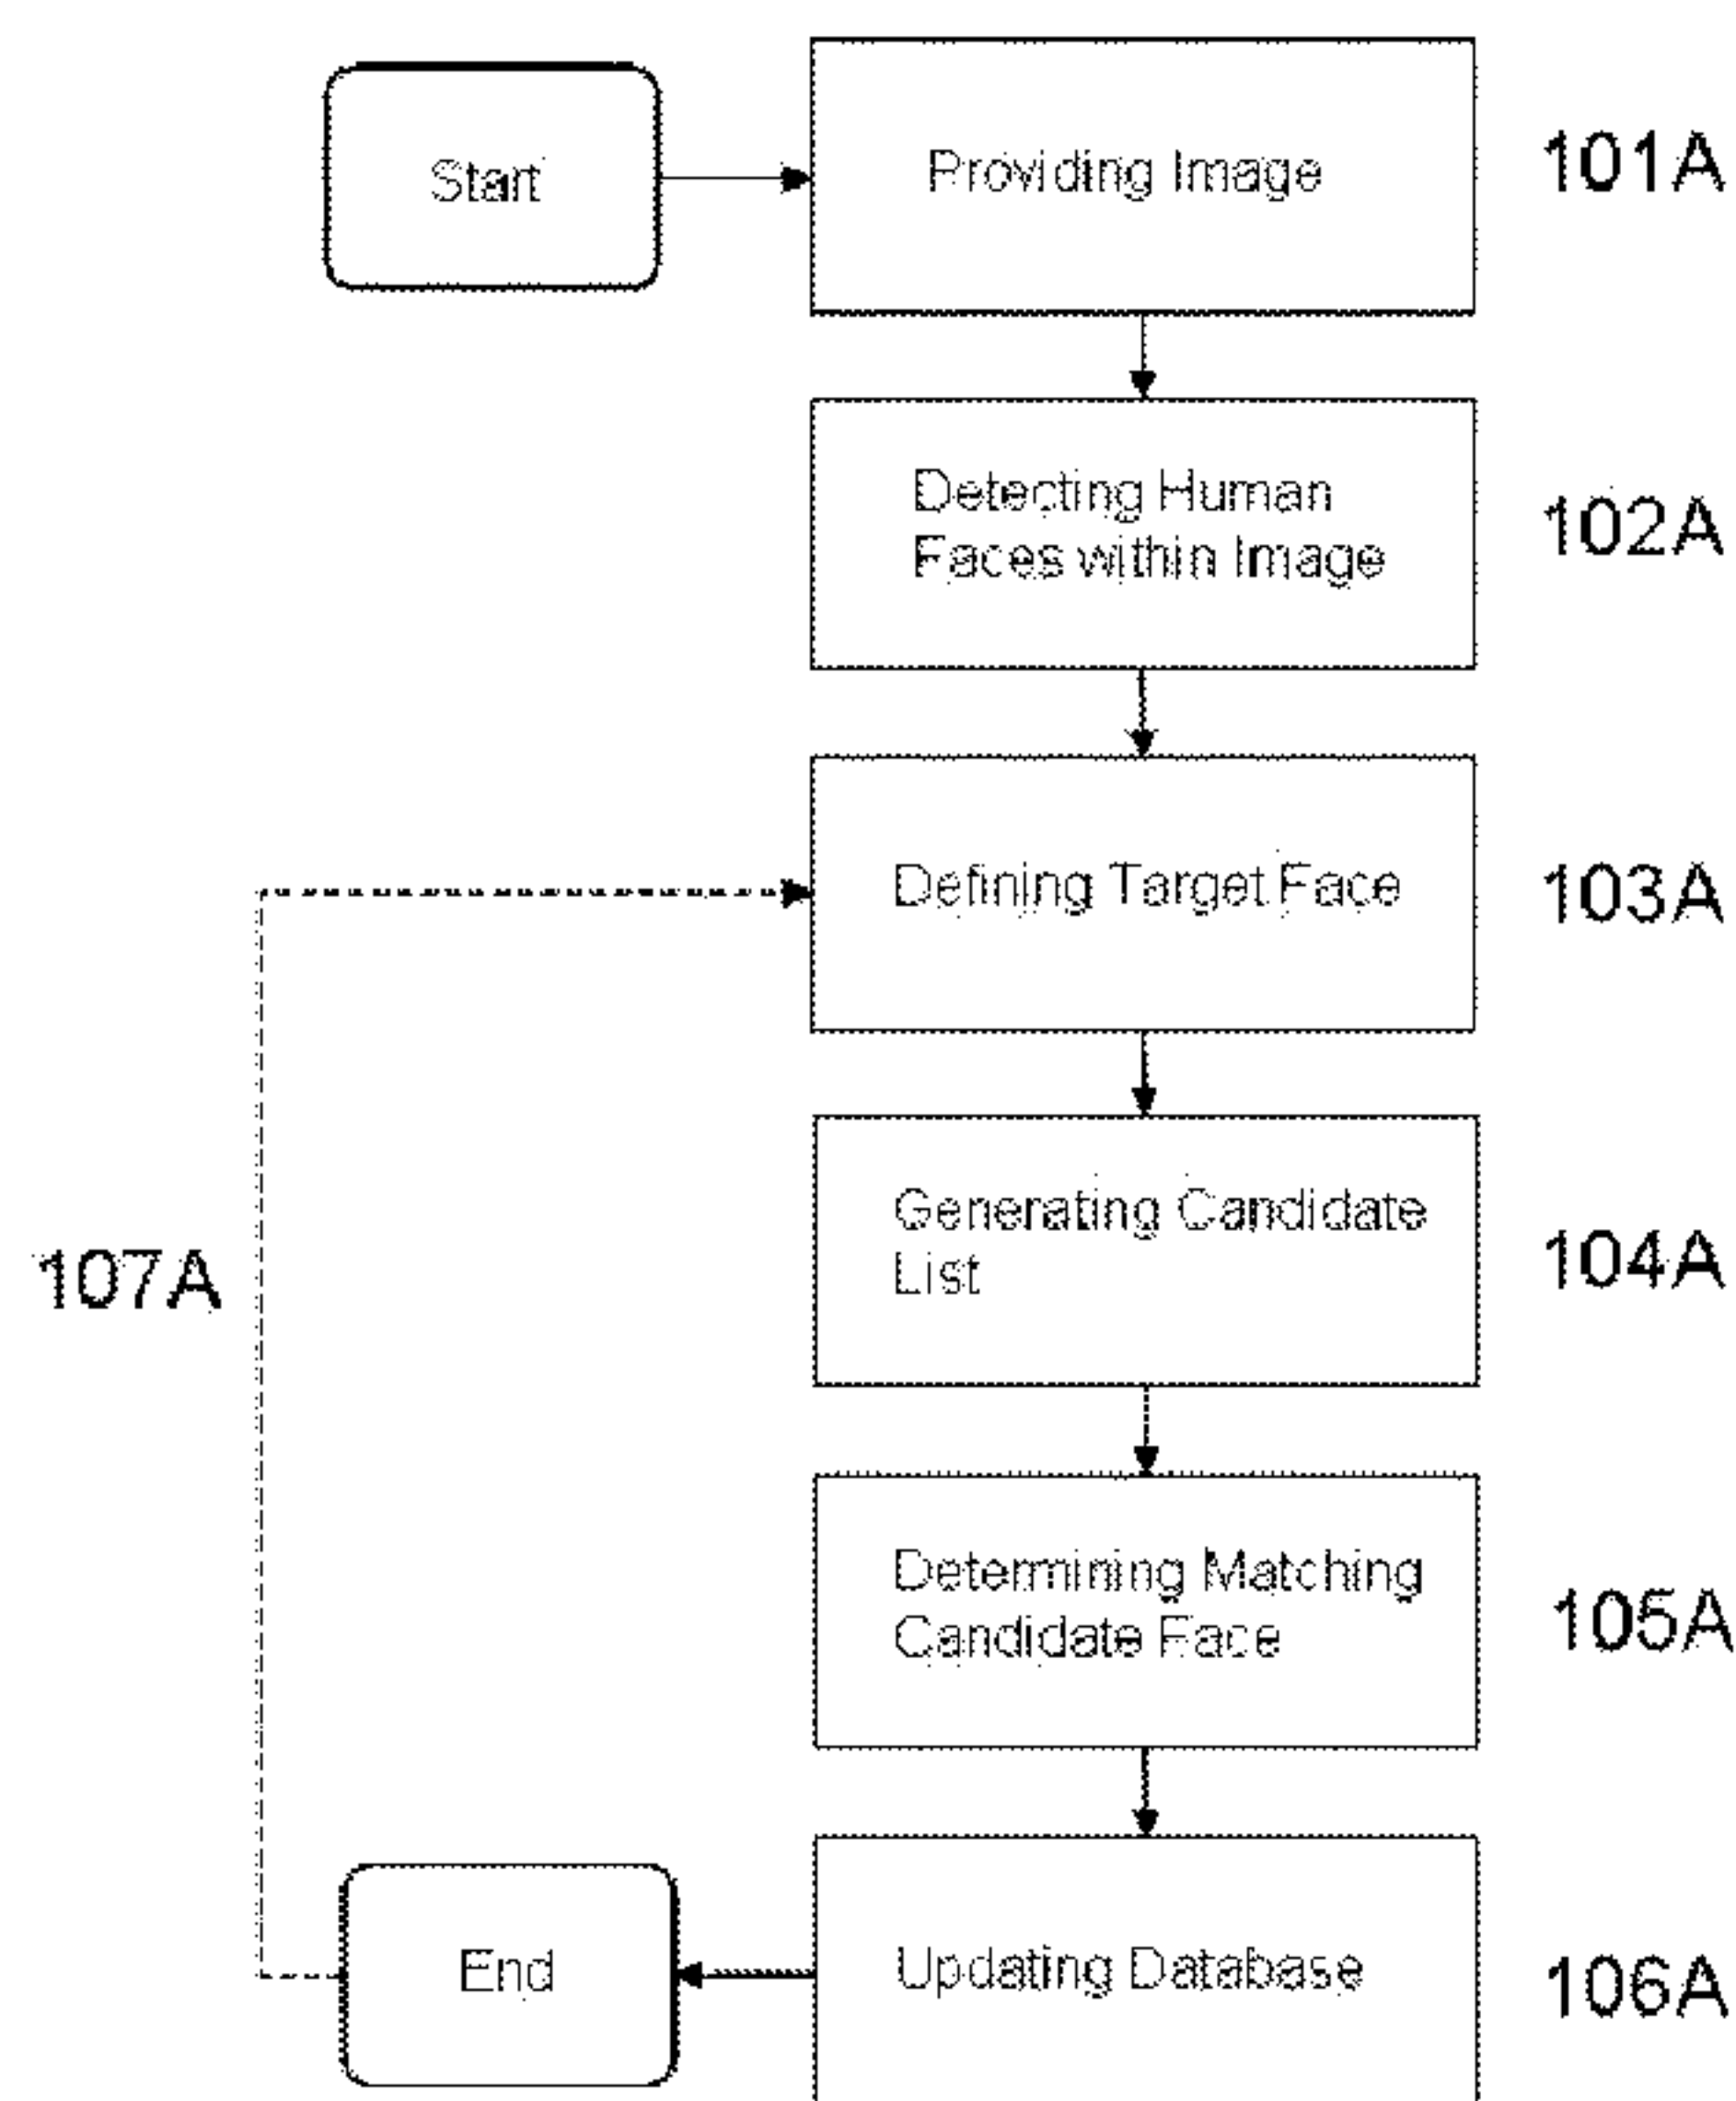 Start
Providing Image
101A
Detecting Human
Faces within Image
102A
Defining Target Face
103A
Generating Candidate
List
104A
107A
Determining Matching
Candidate Face
105A
End
Updating Database
106A